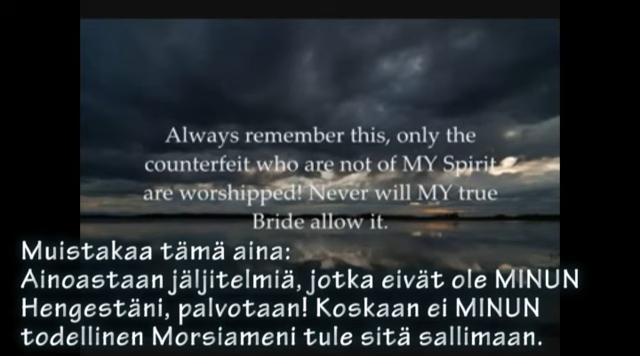 Always remember this, only the
counterfeit who are not of MY Spirit
are worshipped! Never will MY true
Bride allow it.
Muistakaa tämä aina:
Ainoastaan jäljitelmiä, jotka eivät ole MINUN
Hengestäni, palvotaan! Koskaan ei MINUN
todellinen Morsiameni tule sitä sallimaan.